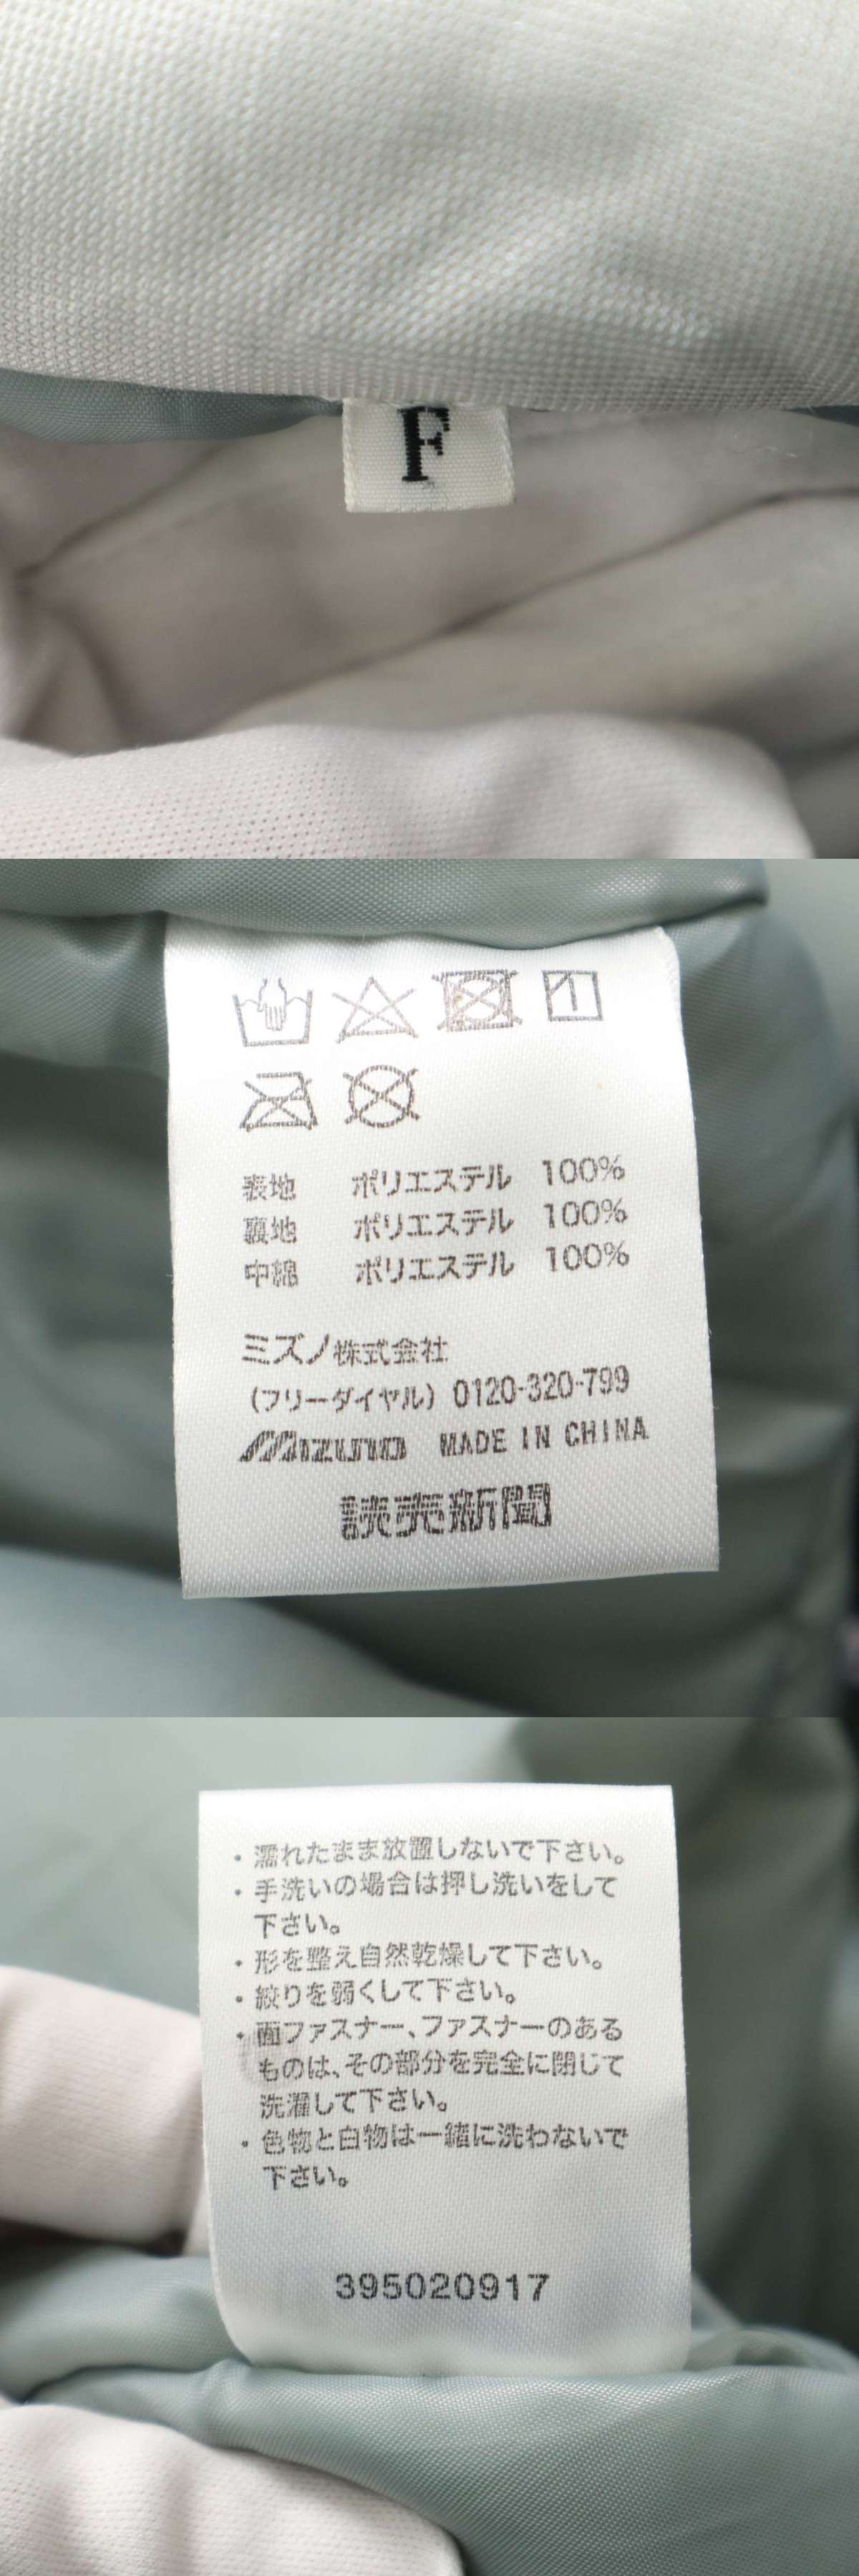 F
表地 ポリエステル 100%
裏地 ポリエステル 100%
中綿 ポリエステル 100%
ミズノ株式会社
(フリーダイヤル) 0120-320-799
Mizuno MADE IN CHINA
読売新聞
・濡れたまま放置しないで下さい。
・手洗いの場合は押し洗いをして
下さい。
・形を整え自然乾燥して下さい。
・絞りを弱くして下さい。
・面ファスナー、ファスナーのある
ものは、その部分を完全に閉じて
洗濯して下さい。
・色物と白物は一緒に洗わないで
下さい。
395020917